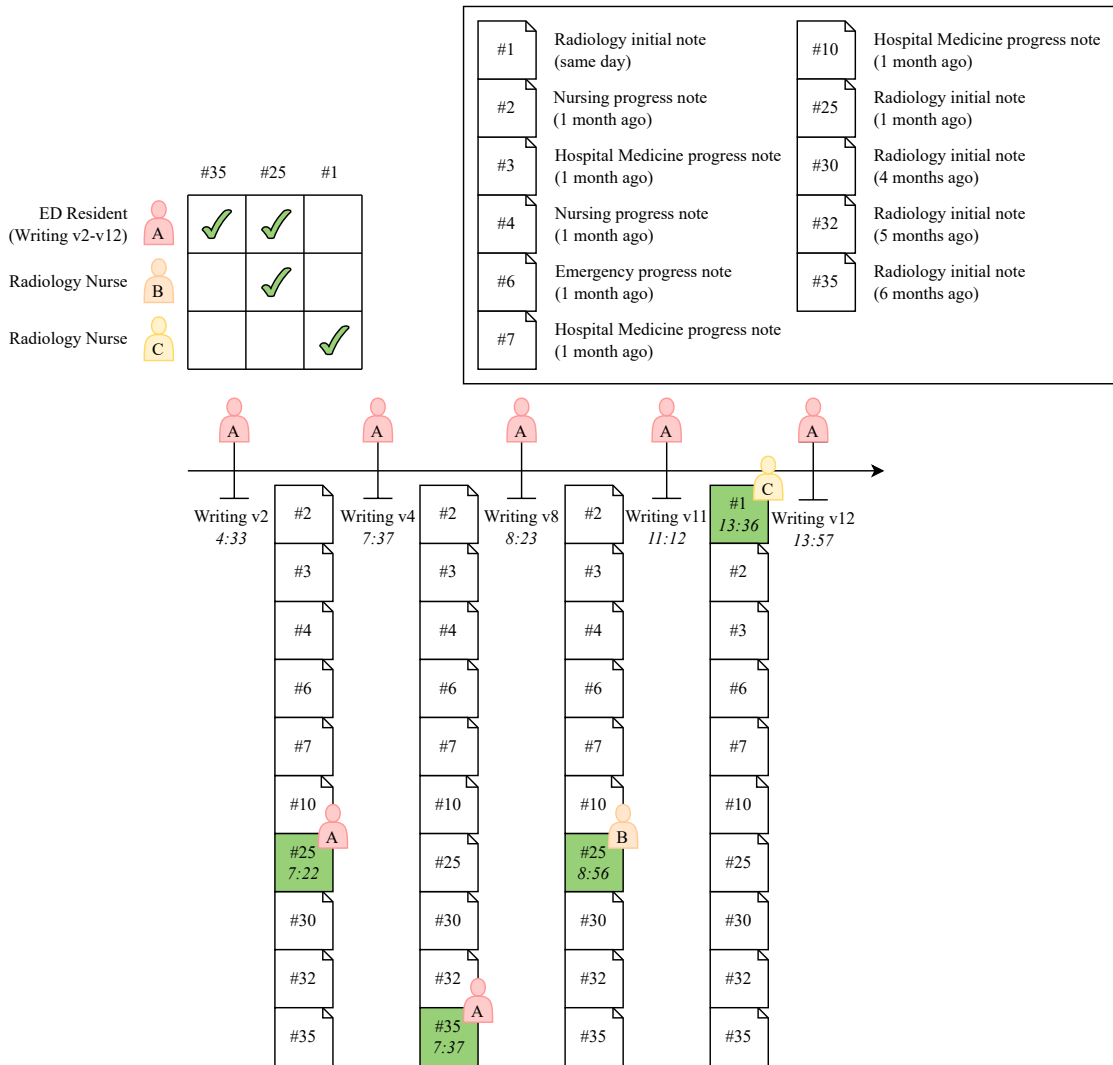 #1
Radiology initial note
(same day)
#2
Nursing progress note
(1 month ago)
#3
Hospital Medicine progress note
(1 month ago)
#4
Nursing progress note
(1 month ago)
#6
Emergency progress note
(1 month ago)
#7
Hospital Medicine progress note
(1 month ago)
#10
Hospital Medicine progress note
(1 month ago)
#25
Radiology initial note
(1 month ago)
#30
Radiology initial note
(4 months ago)
#32
Radiology initial note
(5 months ago)
#35
Radiology initial note
(6 months ago)
#35 #25 #1
ED Resident
(Writing v2-v12)
A
Radiology Nurse
B
Radiology Nurse
C
A
A
A
A
A
Writing v2
4:33
#2
#3
#4
#6
#7
#10
A
#25
7:22
#30
#32
#35
Writing v4
7:37
#2
#3
#4
#6
#7
#10
#25
#30
#32
A
#35
7:37
Writing v8
8:23
#2
#3
#4
#6
#7
#10
B
#25
8:56
#30
#32
#35
Writing v11
11:12
C
#1
13:36
#2
#3
#6
#7
#10
#25
#30
#32
#35
Writing v12
13:57